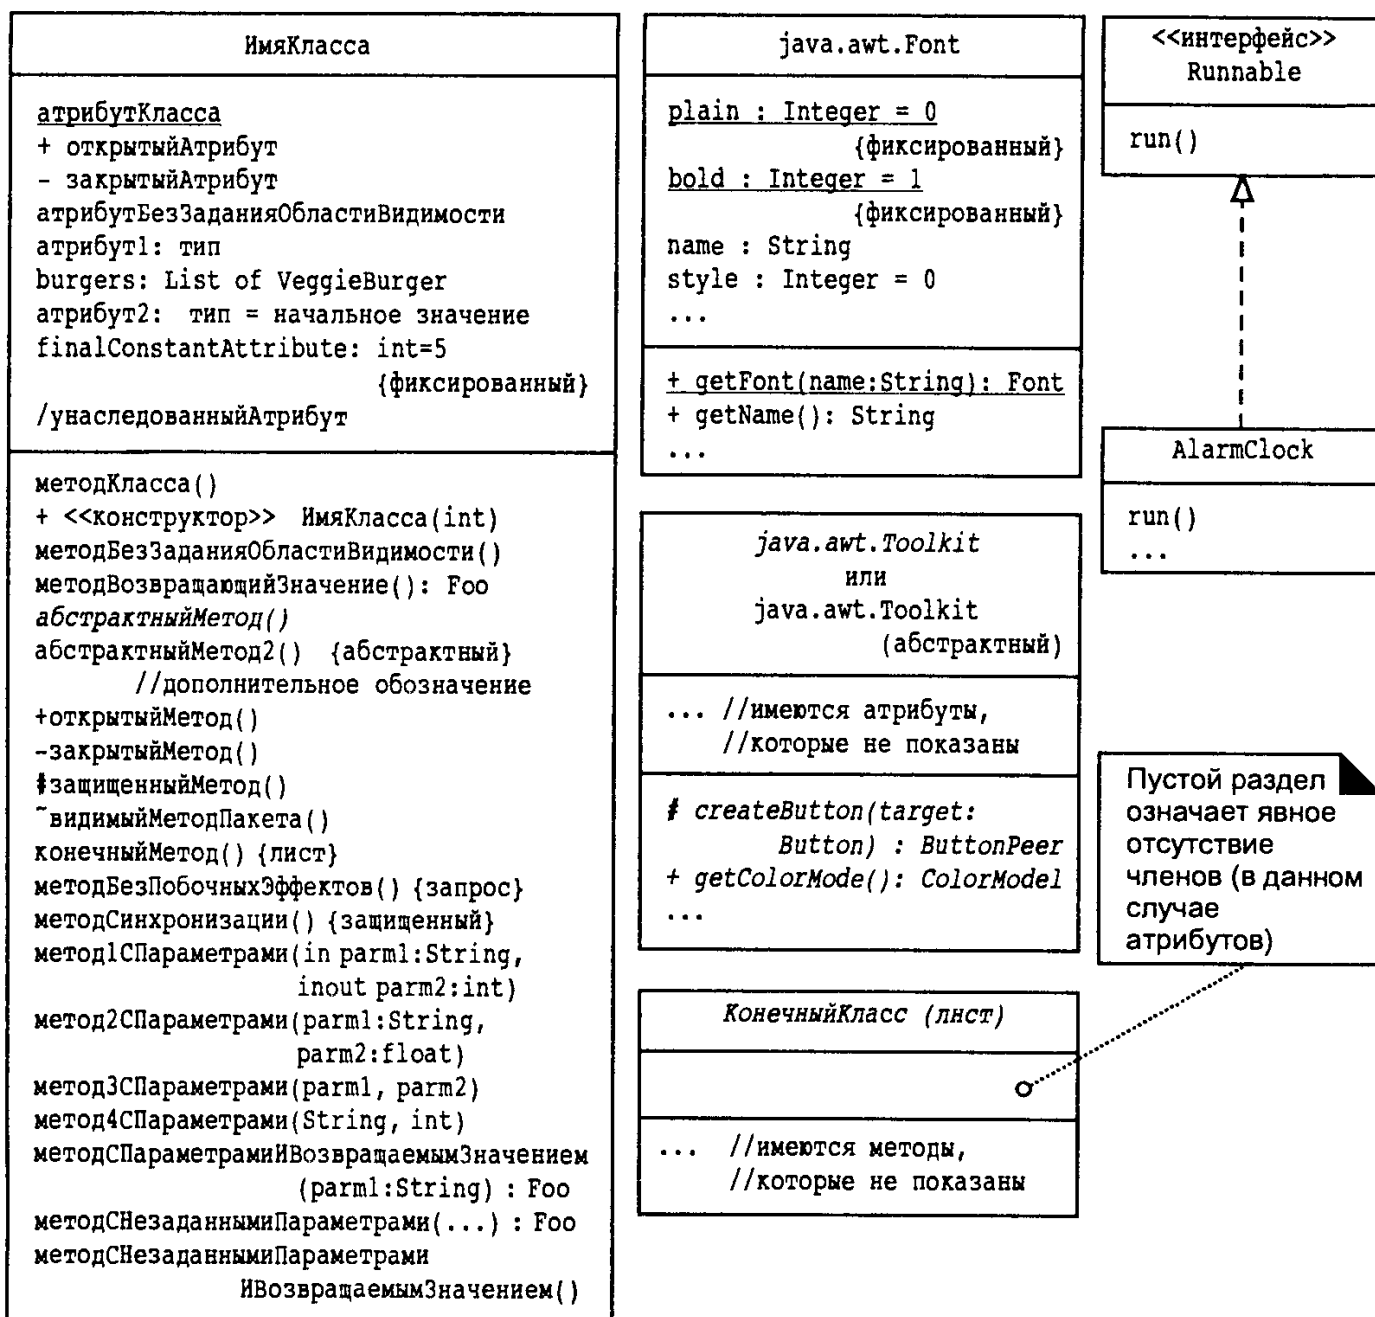 ИмяКласса
атрибутКласса
+ открытыйАтрибут
- закрытыйАтрибут
атрибутБезЗаданияОбластиВидимости
атрибут1: тип
burgers: List of VeggieBurger
атрибут2: тип = начальное значение
finalConstantAttribute: int=5
{фиксированный}
/унаследованныйАтрибут
методКласса()
+ <<конструктор>> ИмяКласса(int)
методБезЗаданияОбластиВидимости()
методВозвращающийЗначение(): Foo
абстрактныйМетод()
абстрактныйМетод2() {абстрактный}
//дополнительное обозначение
+открытыйМетод()
-закрытыйМетод()
#защищенныйМетод()
~видимыйМетодПакета()
конечныйМетод() {лист}
методБезПобочныхЭффектов() {запрос}
методСинхронизации() {защищенный}
метод1СПараметрами(in parm1:String,
inout parm2:int)
метод2СПараметрами(parm1:String,
parm2:float)
метод3СПараметрами(parm1, parm2)
метод4СПараметрами(String, int)
методСПараметрамиИВозвращаемымЗначением
(parm1:String) : Foo
методСНезаданнымиПараметрами(...) : Foo
методСНезаданнымиПараметрами
ИВозвращаемымЗначением()
java.awt.Font
plain : Integer = 0
{фиксированный}
bold : Integer = 1
{фиксированный}
name : String
style : Integer = 0
...
+ getFont(name:String): Font
+ getName(): String
...
java.awt.Toolkit
или
java.awt.Toolkit
(абстрактный)
... //имеются атрибуты,
//которые не показаны
# createButton(target:
Button) : ButtonPeer
+ getColorMode(): ColorModel
...
КонечныйКласс (лист)
... //имеются методы,
//которые не показаны
<<интерфейс>>
Runnable
run()
AlarmClock
run()
...
Пустой раздел
означает явное
отсутствие
членов (в данном
случае
атрибутов)